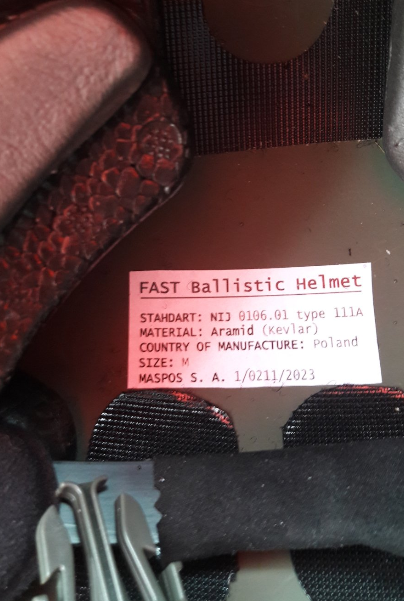 FAST Ballistic Helmet
STAHDART: NIJ 0106.01 type 111A
MATERIAL: Aramid (Kevlar)
COUNTRY OF MANUFACTURE: Poland
SIZE: M
MASPOS S. A. 1/0211/2023